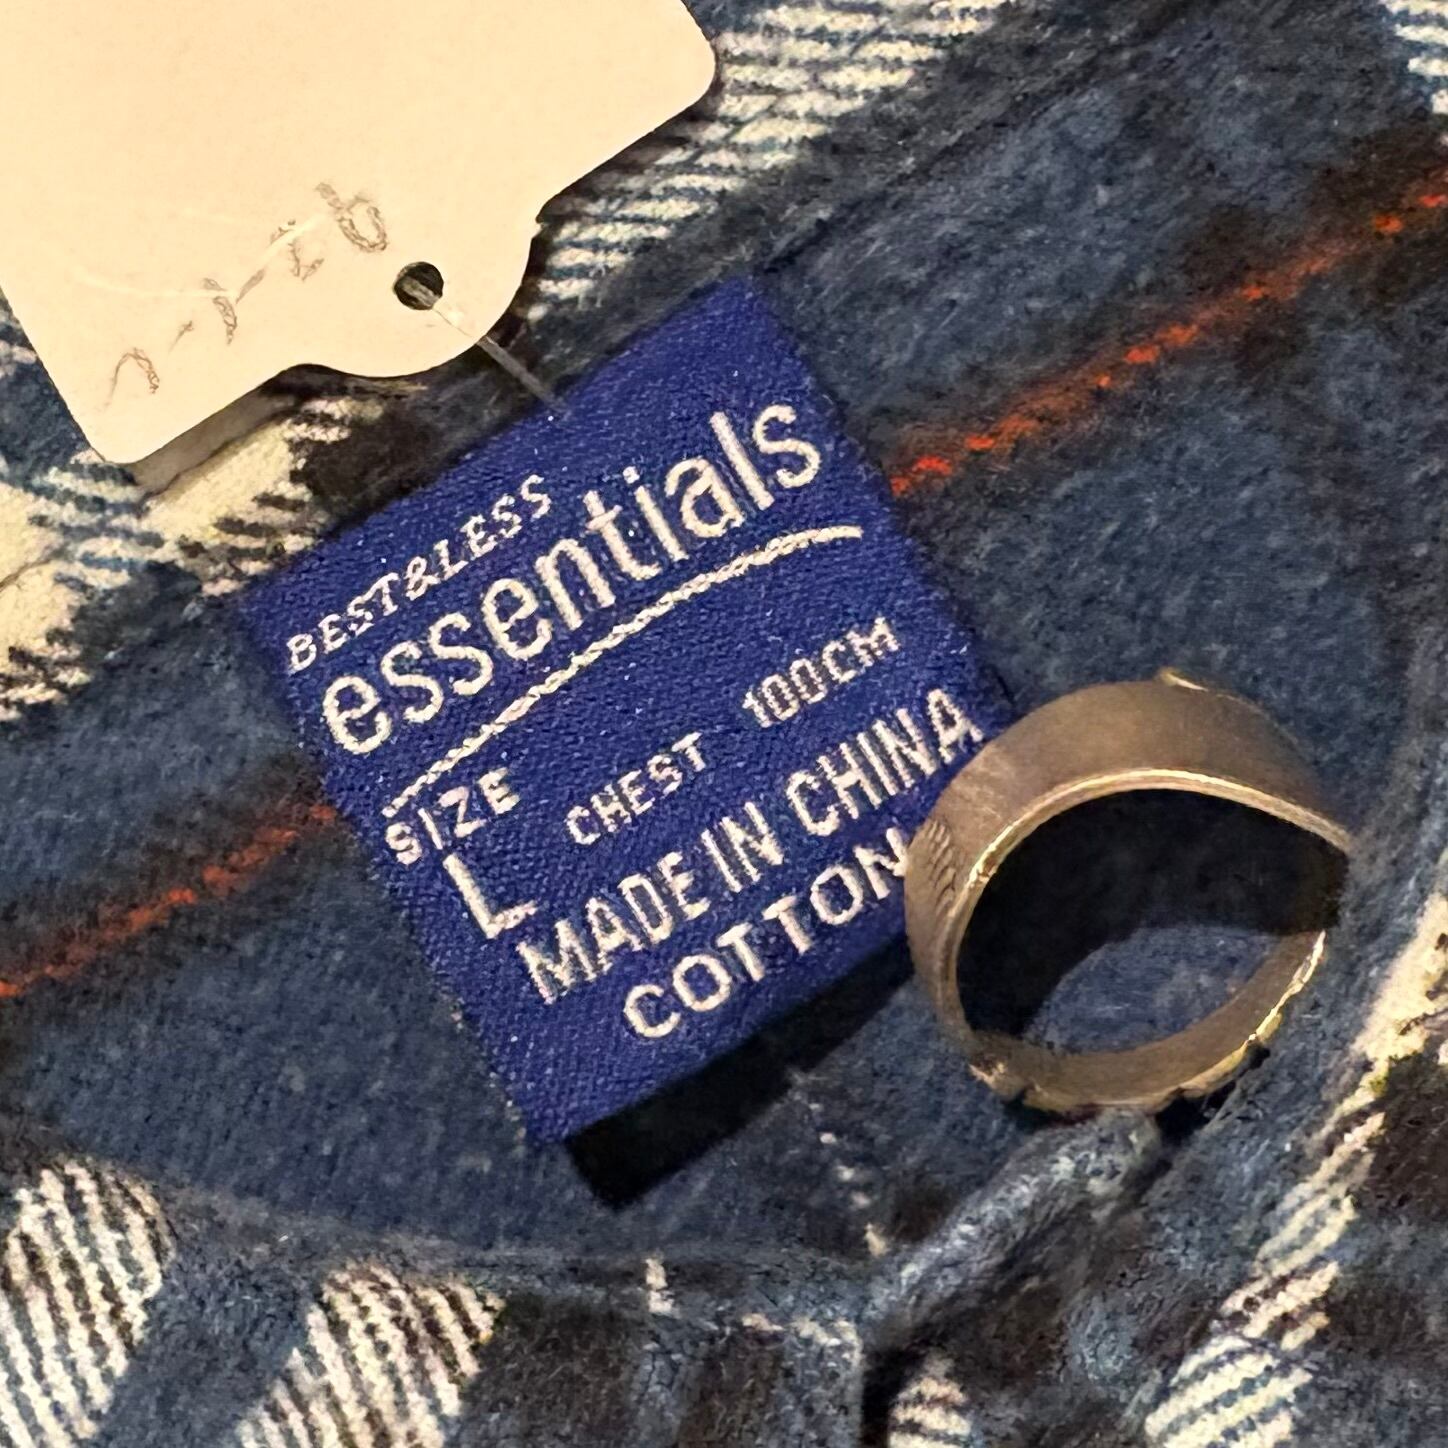 BEST&LESS
essentials
SIZE CHEST 100CM
L
MADE IN CHINA
COTTON